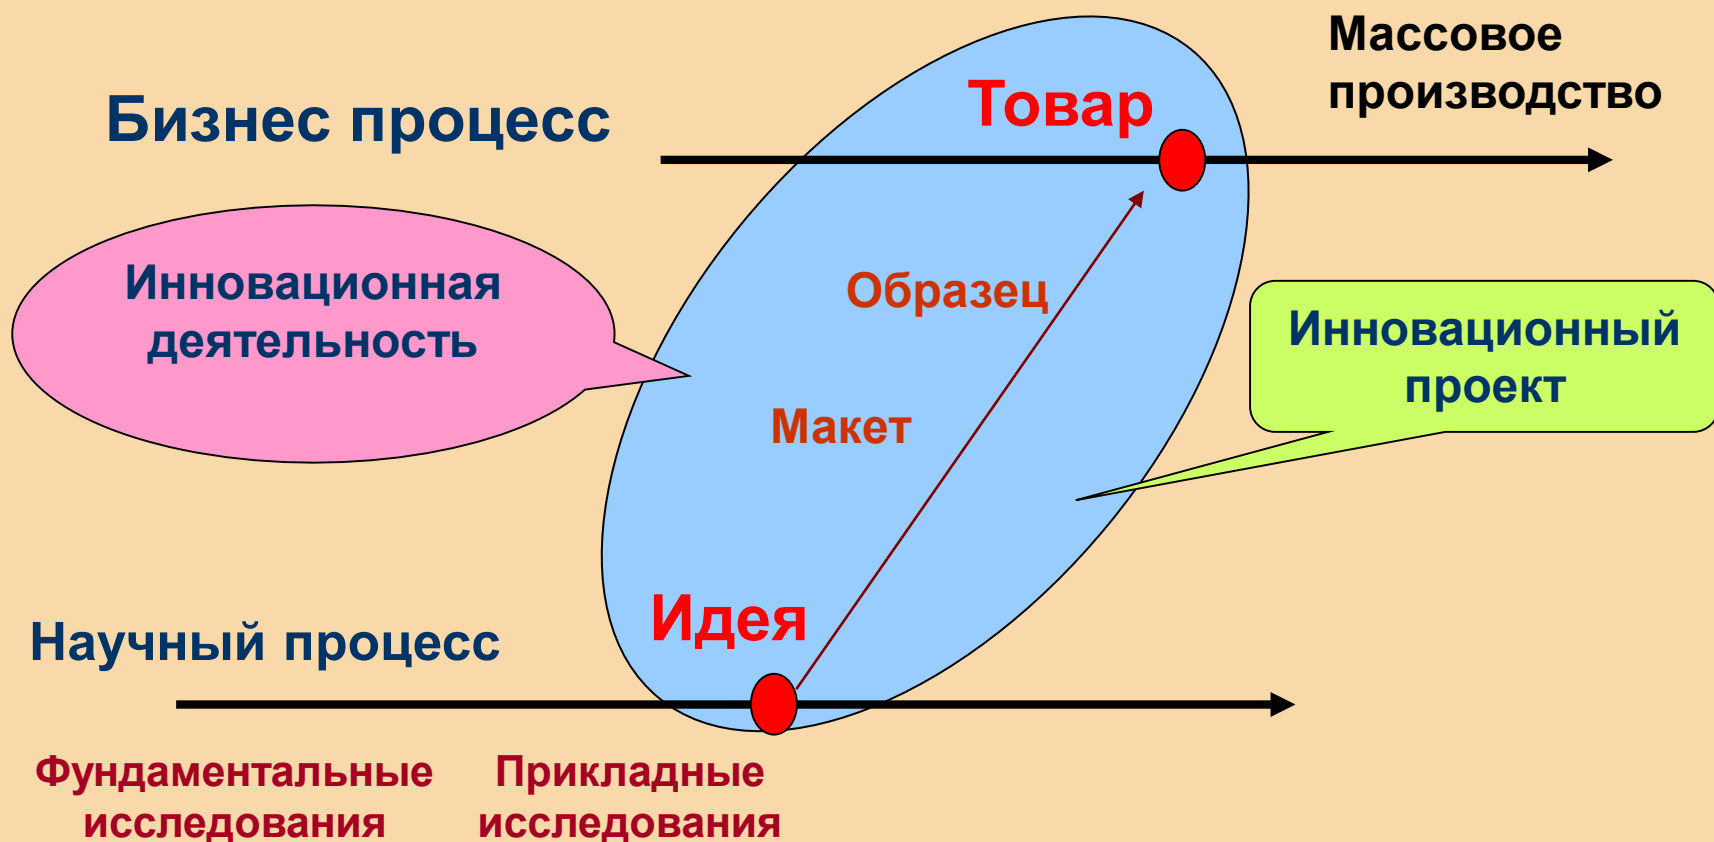 Массовое
производство
Бизнес процесс
Товар
Инновационная
деятельность
Образец
Инновационный
проект
Макет
Идея
Научный процесс
Фундаментальные
исследования
Прикладные
исследования